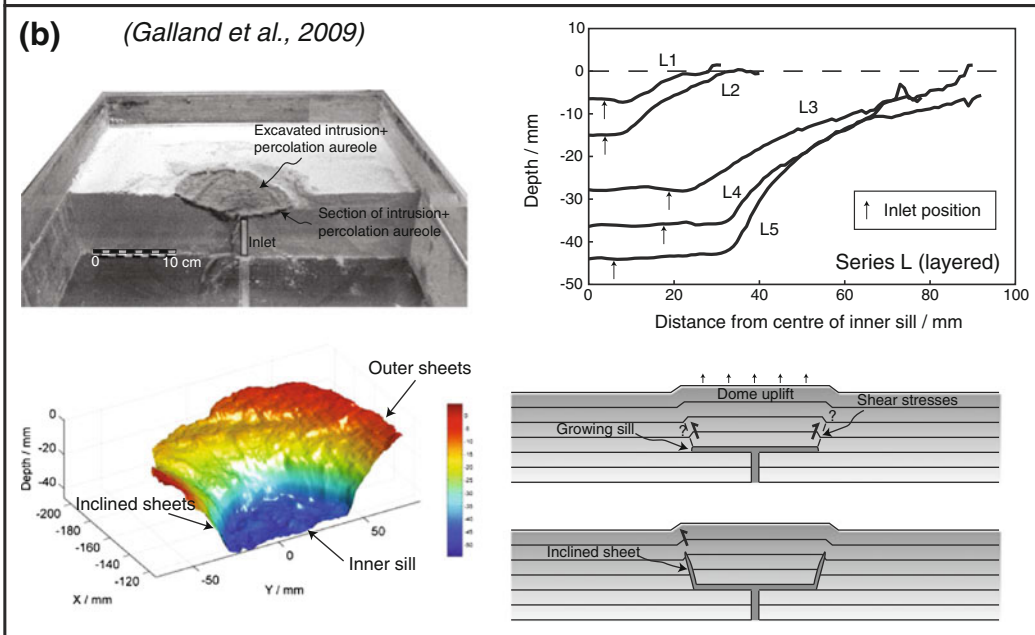 (b)
(Galland et al., 2009)
Excavated intrusion+
percolation aureole
Section of intrusion+
percolation aureole
Inlet
0 10 cm
Depth / mm
10
0
-10
-20
-30
-40
-50
L1
L2
L3
L4
L5
↑ Inlet position
Series L (layered)
0 20 40 60 80 100
Distance from centre of inner sill / mm
Outer sheets
Depth / mm
0
-20
-40
Inclined sheets
Inner sill
-200
-180
-160
-140
-120
X / mm
-50
0
50
Y / mm
Dome uplift
Shear stresses
? ?
Growing sill
Inclined sheet